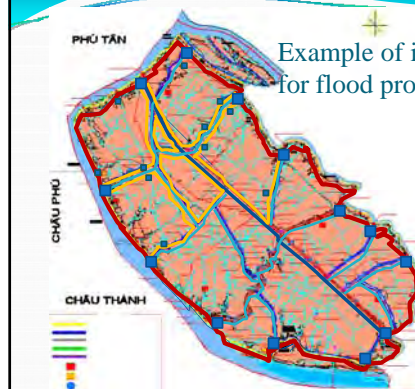 PHÚ TÂN
Example of i
for flood pro
CHÂU PHÚ
CHÂU THÀNH